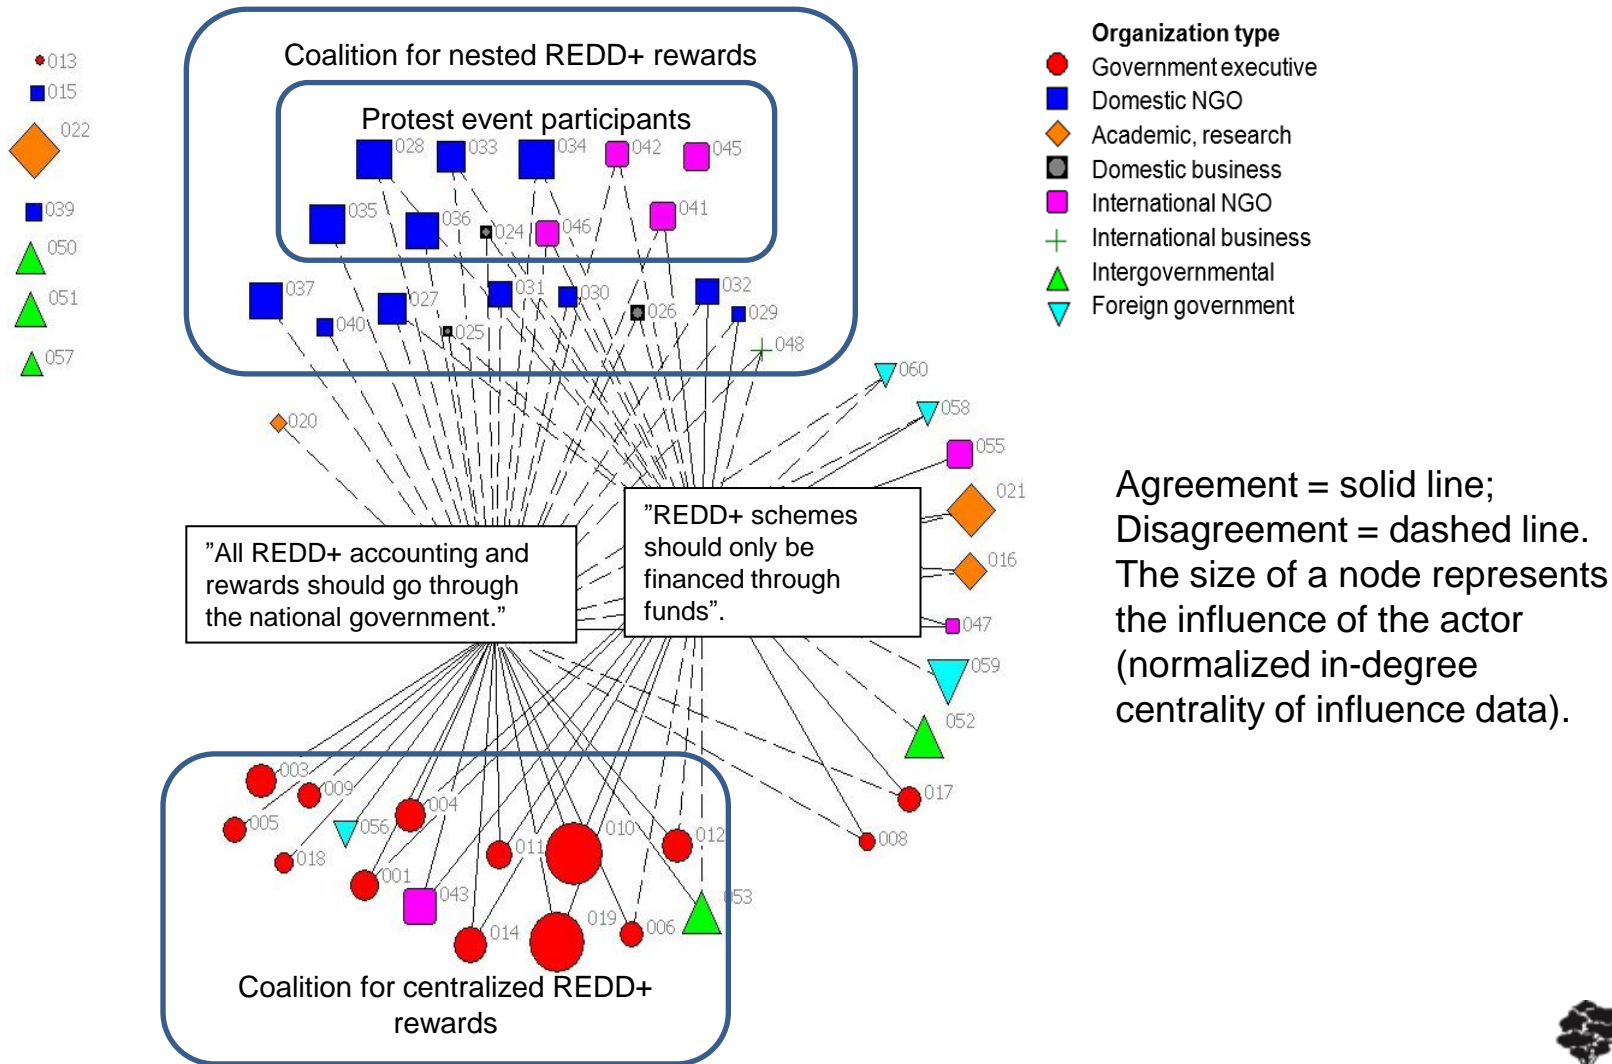 Coalition for nested REDD+ rewards
Protest event participants
013
015
022
039
050
051
057
028
033
034
042
045
035
036
024
046
041
037
040
027
025
031
030
026
032
029
048
020
060
058
055
021
016
047
059
052
017
008
"All REDD+ accounting and
rewards should go through
the national government."
"REDD+ schemes
should only be
financed through
funds".
003
009
005
018
056
004
001
043
011
010
012
014
019
006
053
Coalition for centralized REDD+
rewards
Organization type
Government executive
Domestic NGO
Academic, research
Domestic business
International NGO
International business
Intergovernmental
Foreign government
Agreement = solid line;
Disagreement = dashed line.
The size of a node represents
the influence of the actor
(normalized in-degree
centrality of influence data).